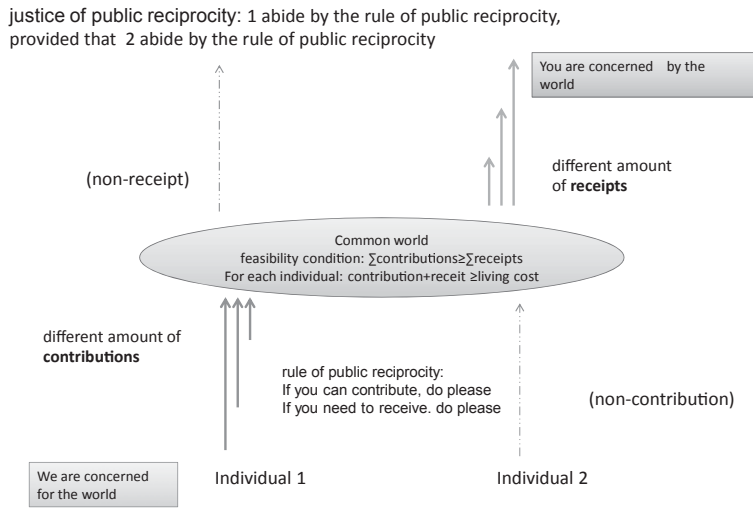 justice of public reciprocity: 1 abide by the rule of public reciprocity,
provided that 2 abide by the rule of public reciprocity
You are concerned by the
world
(non-receipt)
different amount
of receipts
Common world
feasibility condition: ∑contributions≥∑receipts
For each individual: contribution+receit ≥living cost
different amount of
contributions
rule of public reciprocity:
If you can contribute, do please
If you need to receive. do please
(non-contribution)
We are concerned
for the world
Individual 1
Individual 2